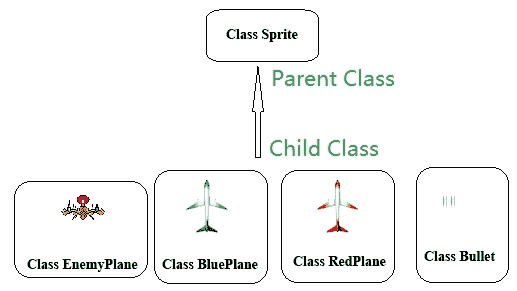 Class Sprite
Parent Class
Child Class
Class EnemyPlane
Class BluePlane
Class RedPlane
Class Bullet